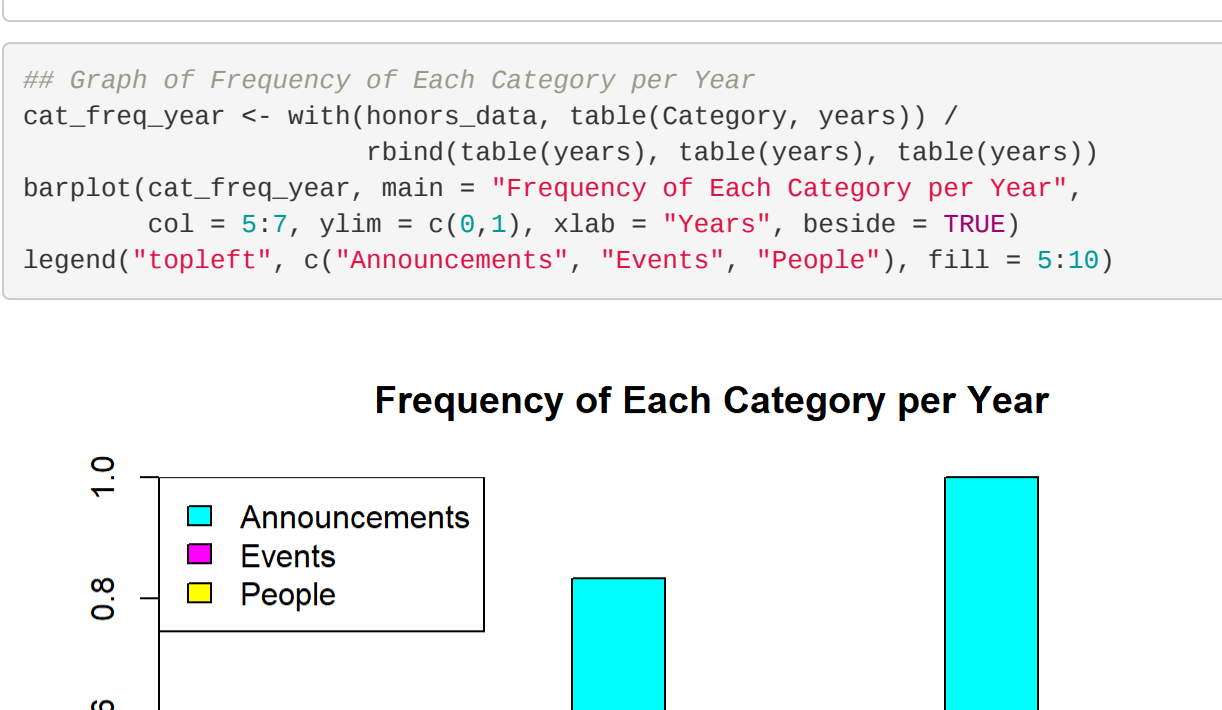 ## Graph of Frequency of Each Category per Year
cat_freq_year <- with(honors_data, table(Category, years)) /
                      rbind(table(years), table(years), table(years))
barplot(cat_freq_year, main = "Frequency of Each Category per Year",
        col = 5:7, ylim = c(0,1), xlab = "Years", beside = TRUE)
legend("topleft", c("Announcements", "Events", "People"), fill = 5:10)
Frequency of Each Category per Year
1.0
Announcements
Events
People
0.8